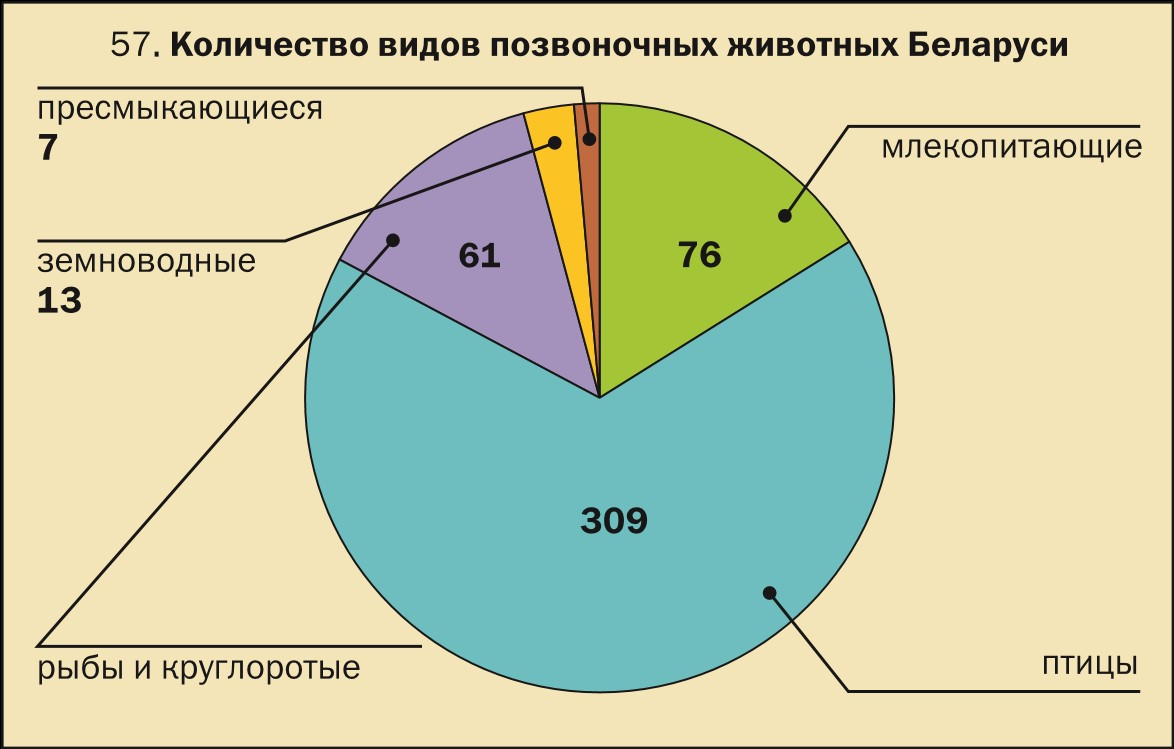 57. Количество видов позвоночных животных Беларуси
пресмыкающиеся
7
млекопитающие
земноводные
13
61
76
309
рыбы и круглоротые
птицы